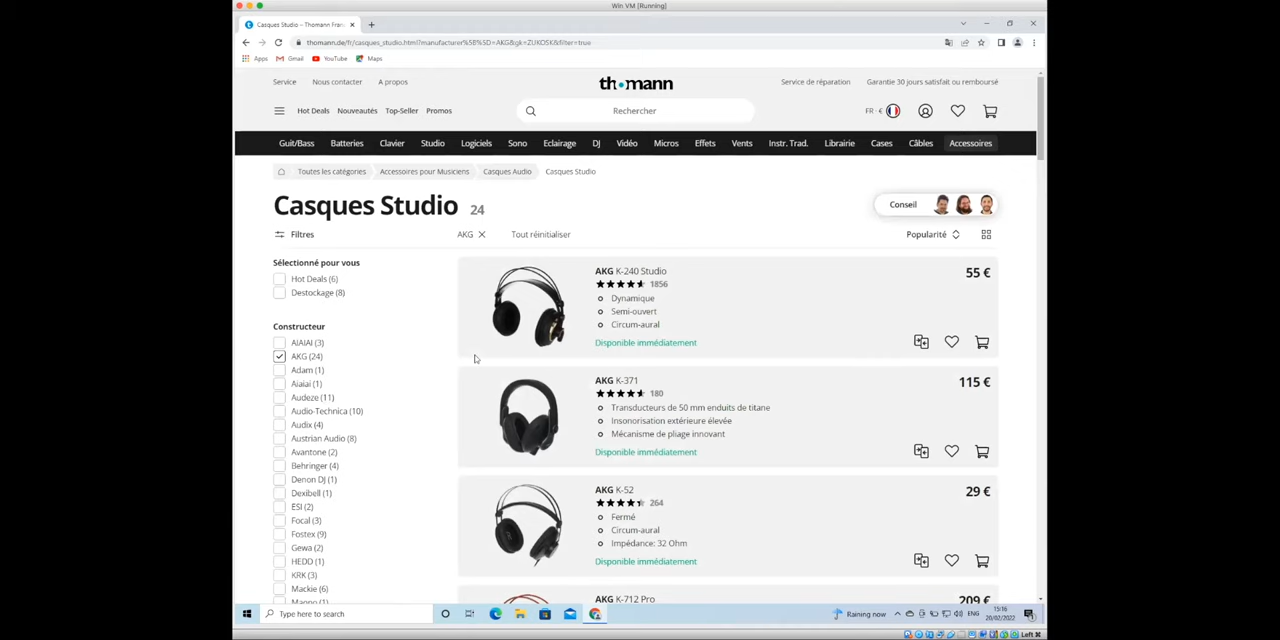 Win VM [Running]
Casques Studio – Thomann Fran
thomann.de/fr/casques_studio.html?manufacturer%5B%5D=AKG&gk=ZUKOSK&filter=true
Apps Gmail YouTube Maps
Service Nous contacter A propos
th•mann
Service de réparation Garantie 30 jours satisfait ou remboursé
Hot Deals Nouveautés Top-Seller Promos
Rechercher
FR · €
Guit/Bass Batteries Clavier Studio Logiciels Sono Eclairage DJ Vidéo Micros Effets Vents Instr. Trad. Librairie Cases Câbles Accessoires
Toutes les catégories Accessoires pour Musiciens Casques Audio Casques Studio
Casques Studio 24
Conseil
Filtres
AKG Tout réinitialiser
Popularité
Sélectionné pour vous
Hot Deals (6)
Destockage (8)
Constructeur
AIAIAI (3)
AKG (24)
Adam (1)
Aiaiai (1)
Audeze (11)
Audio-Technica (10)
Audix (4)
Austrian Audio (8)
Avantone (2)
Behringer (4)
Denon DJ (1)
Dexibell (1)
ESI (2)
Focal (3)
Fostex (9)
Gewa (2)
HEDD (1)
KRK (3)
Mackie (6)
AKG K-240 Studio
55 €
1856
Dynamique
Semi-ouvert
Circum-aural
Disponible immédiatement
AKG K-371
115 €
180
Transducteurs de 50 mm enduits de titane
Insonorisation extérieure élevée
Mécanisme de pliage innovant
Disponible immédiatement
AKG K-52
29 €
264
Fermé
Circum-aural
Impédance: 32 Ohm
Disponible immédiatement
AKG K-712 Pro
209 €
Type here to search
Raining now
15:16
20/02/2022
Left ⌘